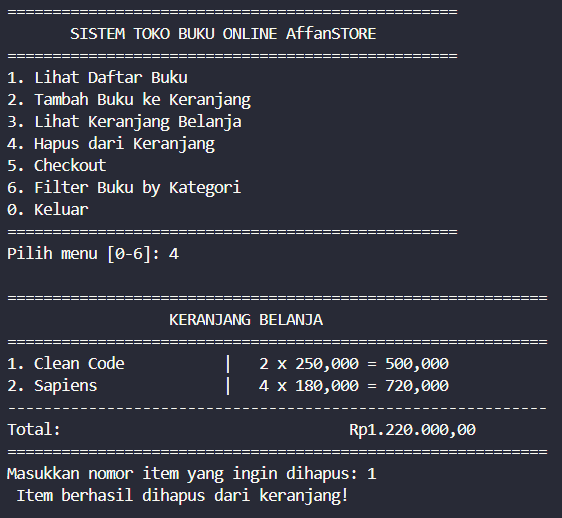 ==================================================
SISTEM TOKO BUKU ONLINE AffanSTORE
==================================================
1. Lihat Daftar Buku
2. Tambah Buku ke Keranjang
3. Lihat Keranjang Belanja
4. Hapus dari Keranjang
5. Checkout
6. Filter Buku by Kategori
0. Keluar
==================================================
Pilih menu [0-6]: 4
============================================================
KERANJANG BELANJA
============================================================
1. Clean Code           |   2 x 250,000 = 500,000
2. Sapiens              |   4 x 180,000 = 720,000
------------------------------------------------------------
Total:                                Rp1.220.000,00
============================================================
Masukkan nomor item yang ingin dihapus: 1
Item berhasil dihapus dari keranjang!